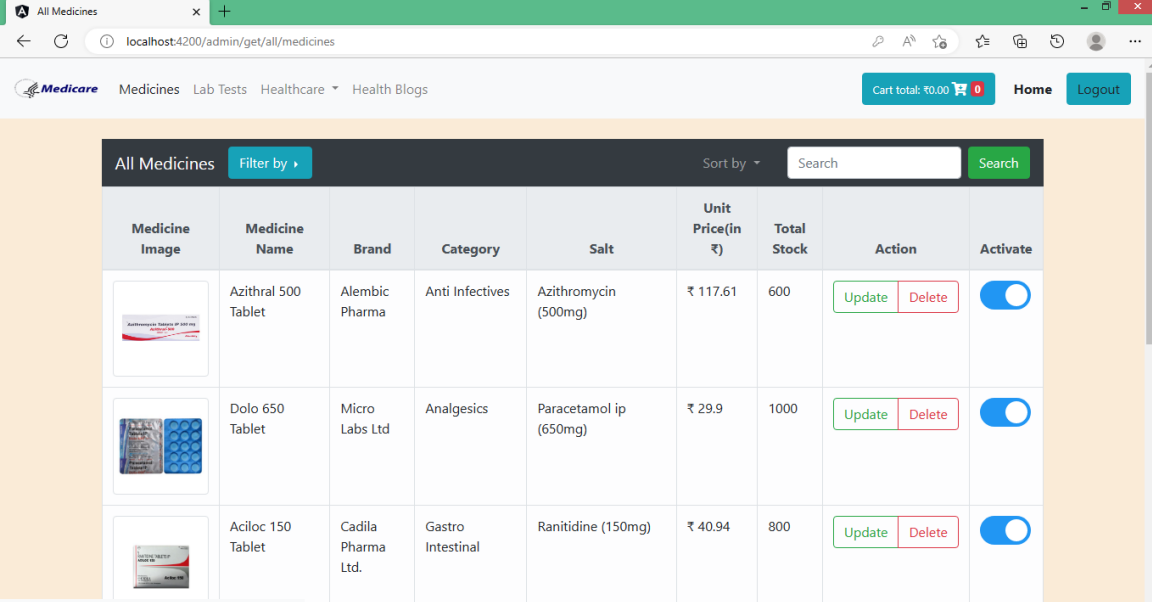 All Medicines
localhost:4200/admin/get/all/medicines
Medicare Medicines Lab Tests Healthcare Health Blogs Cart total: ₹0.00 0 Home Logout
All Medicines Filter by Sort by Search Search
Medicine Image Medicine Name Brand Category Salt Unit Price(in ₹) Total Stock Action Activate
Azithral 500 Alembic Anti Infectives Azithromycin ₹ 117.61 600 Update Delete
Tablet Pharma (500mg)
Dolo 650 Micro Analgesics Paracetamol ip ₹ 29.9 1000 Update Delete
Tablet Labs Ltd (650mg)
Aciloc 150 Cadila Gastro Ranitidine (150mg) ₹ 40.94 800 Update Delete
Tablet Pharma Intestinal
Ltd.